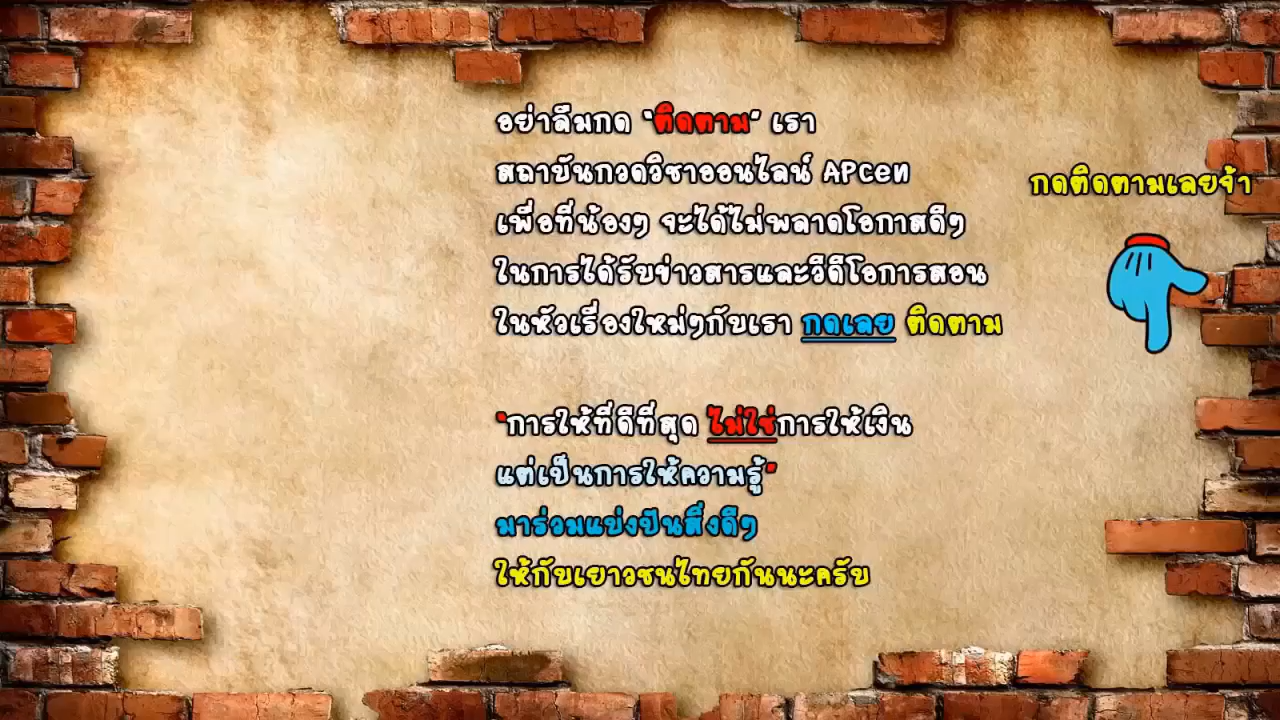 อย่าลืมกด "ติดตาม" เรา
สถาบันกวดวิชาออนไลน์ APcen
เพื่อที่น้องๆ จะได้ไม่พลาดโอกาสดีๆ
ในการได้รับข่าวสารและวีดีโอการสอน
ในหัวเรื่องใหม่ๆกับเรา กดเลย ติดตาม
กดติดตามเลยจ้า
"การให้ที่ดีที่สุด ไม่ใช่การให้เงิน
แต่เป็นการให้ความรู้"
มาร่วมแบ่งปันสิ่งดีๆ
ให้กับเยาวชนไทยกันนะครับ